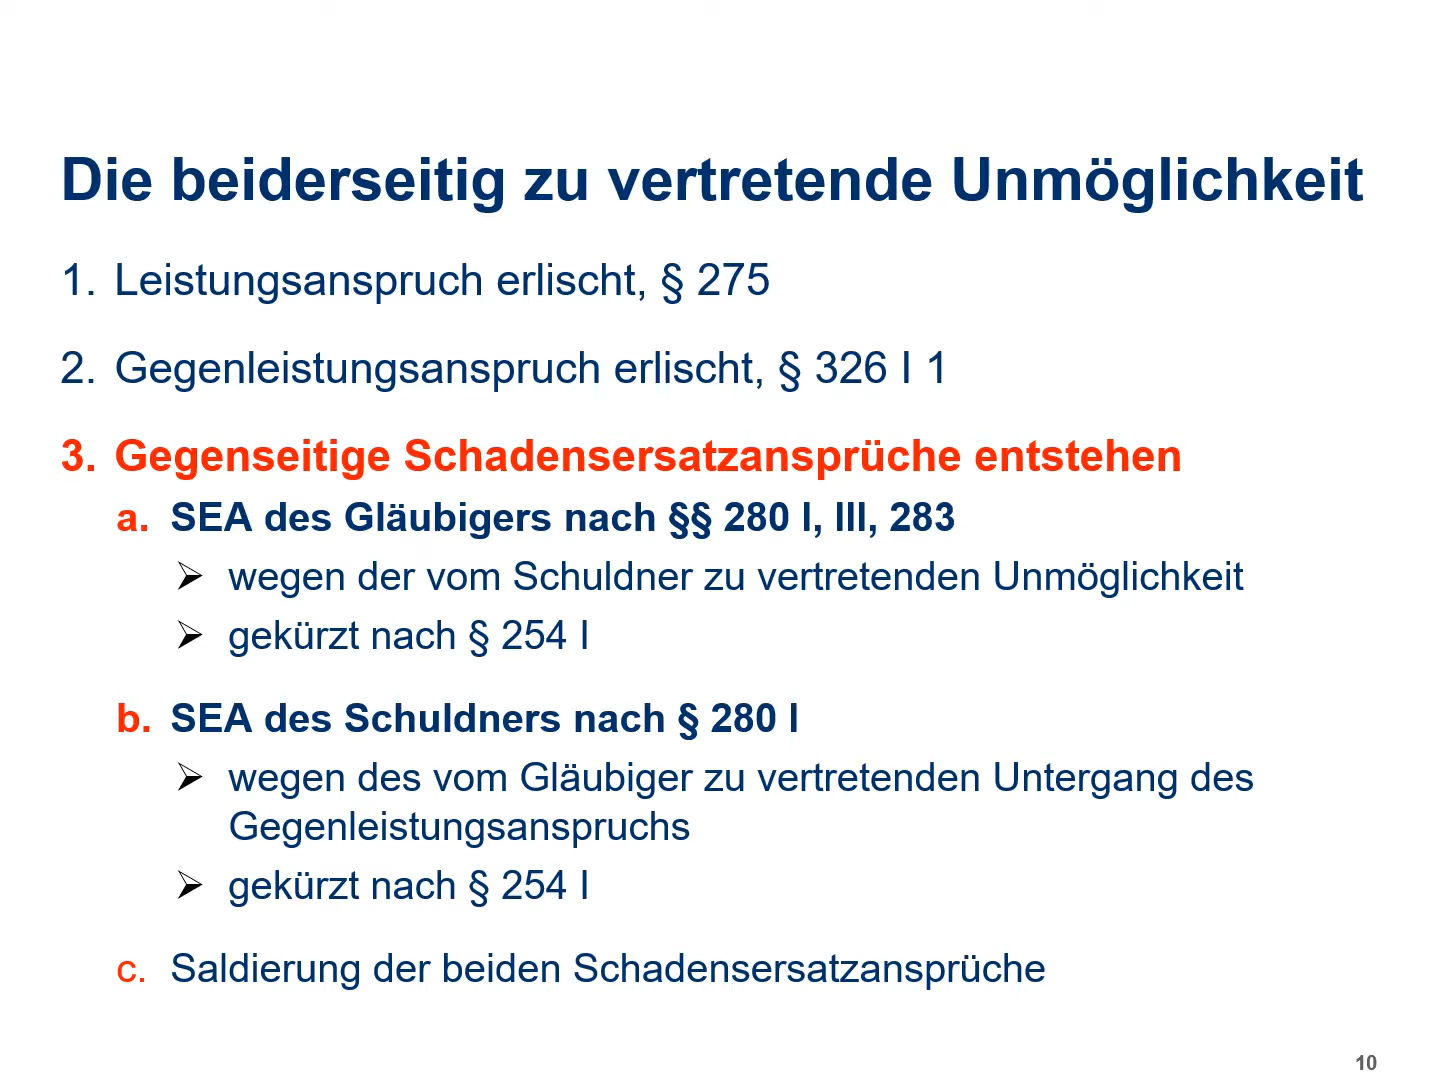 Die beiderseitig zu vertretende Unmöglichkeit
1. Leistungsanspruch erlischt, § 275
2. Gegenleistungsanspruch erlischt, § 326 I 1
3. Gegenseitige Schadensersatzansprüche entstehen
a. SEA des Gläubigers nach §§ 280 I, III, 283
➢ wegen der vom Schuldner zu vertretenden Unmöglichkeit
➢ gekürzt nach § 254 I
b. SEA des Schuldners nach § 280 I
➢ wegen des vom Gläubiger zu vertretenden Untergang des
Gegenleistungsanspruchs
➢ gekürzt nach § 254 I
c. Saldierung der beiden Schadensersatzansprüche
10